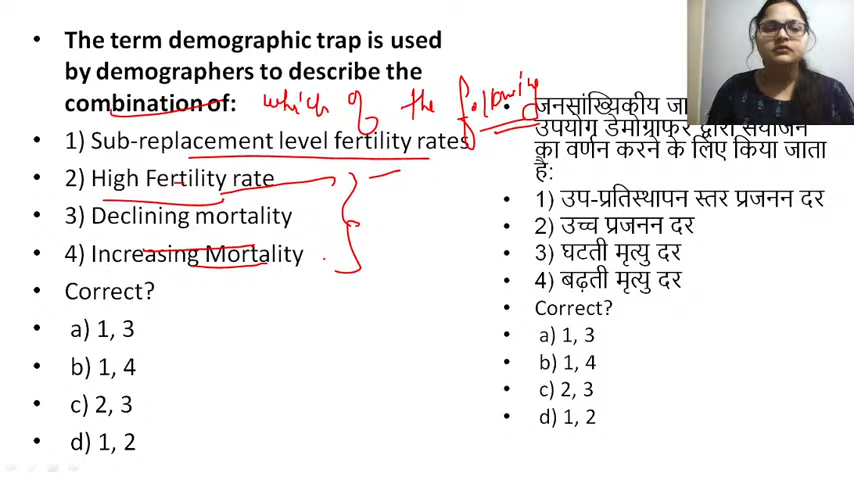 The term demographic trap is used
by demographers to describe the
combination of: which of the following
1) Sub-replacement level fertility rates
2) High Fertility rate
3) Declining mortality
4) Increasing Mortality
Correct?
a) 1, 3
b) 1, 4
c) 2, 3
d) 1, 2
जनसांख्यिकीय
उपयोग डेमोग्राफर द्वारा संयोजन
का वर्णन करने के लिए किया जाता
है:
1) उप-प्रतिस्थापन स्तर प्रजनन दर
2) उच्च प्रजनन दर
3) घटती मृत्यु दर
4) बढ़ती मृत्यु दर
Correct?
a) 1, 3
b) 1, 4
c) 2, 3
d) 1, 2